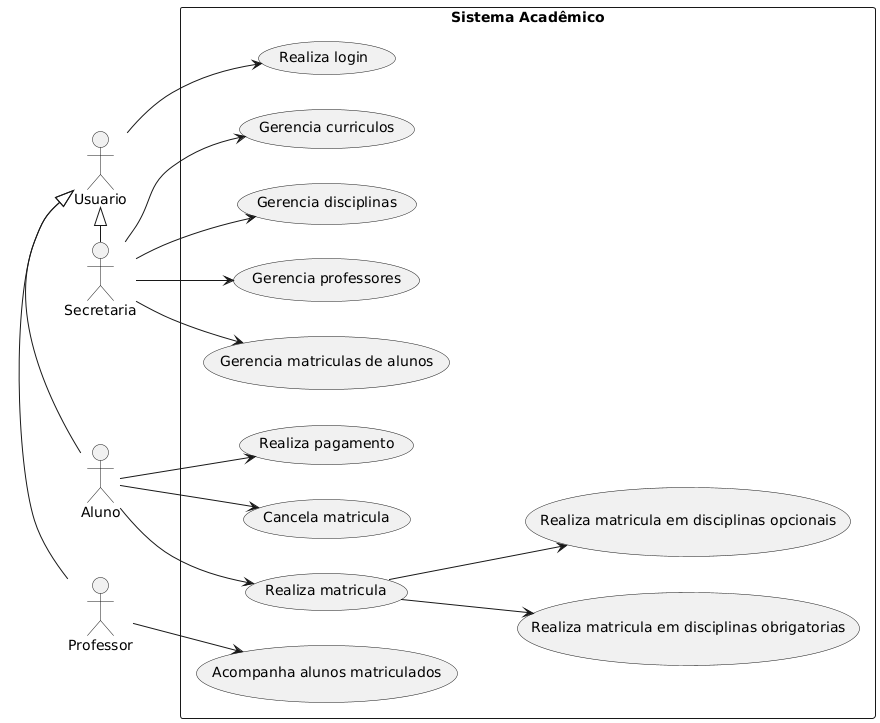 Sistema Acadêmico
Realiza login
Gerencia curriculos
Usuario
Gerencia disciplinas
Gerencia professores
Secretaria
Gerencia matriculas de alunos
Realiza pagamento
Aluno
Cancela matricula
Realiza matricula em disciplinas opcionais
Realiza matricula
Realiza matricula em disciplinas obrigatorias
Professor
Acompanha alunos matriculados